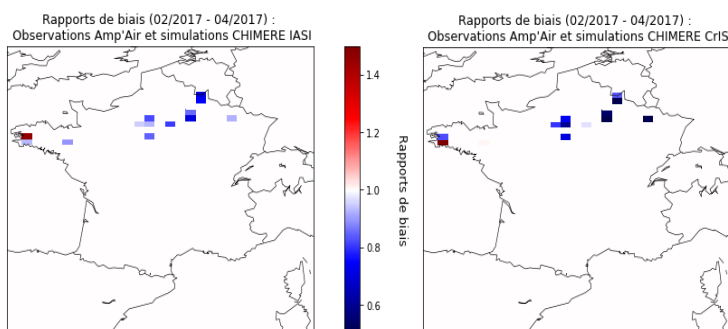 Rapports de biais (02/2017 - 04/2017) :
Observations Amp'Air et simulations CHIMERE IASI
Rapports de biais (02/2017 - 04/2017) :
Observations Amp'Air et simulations CHIMERE CrIS
1.4
1.2
1.0
0.8
0.6
Rapports de biais